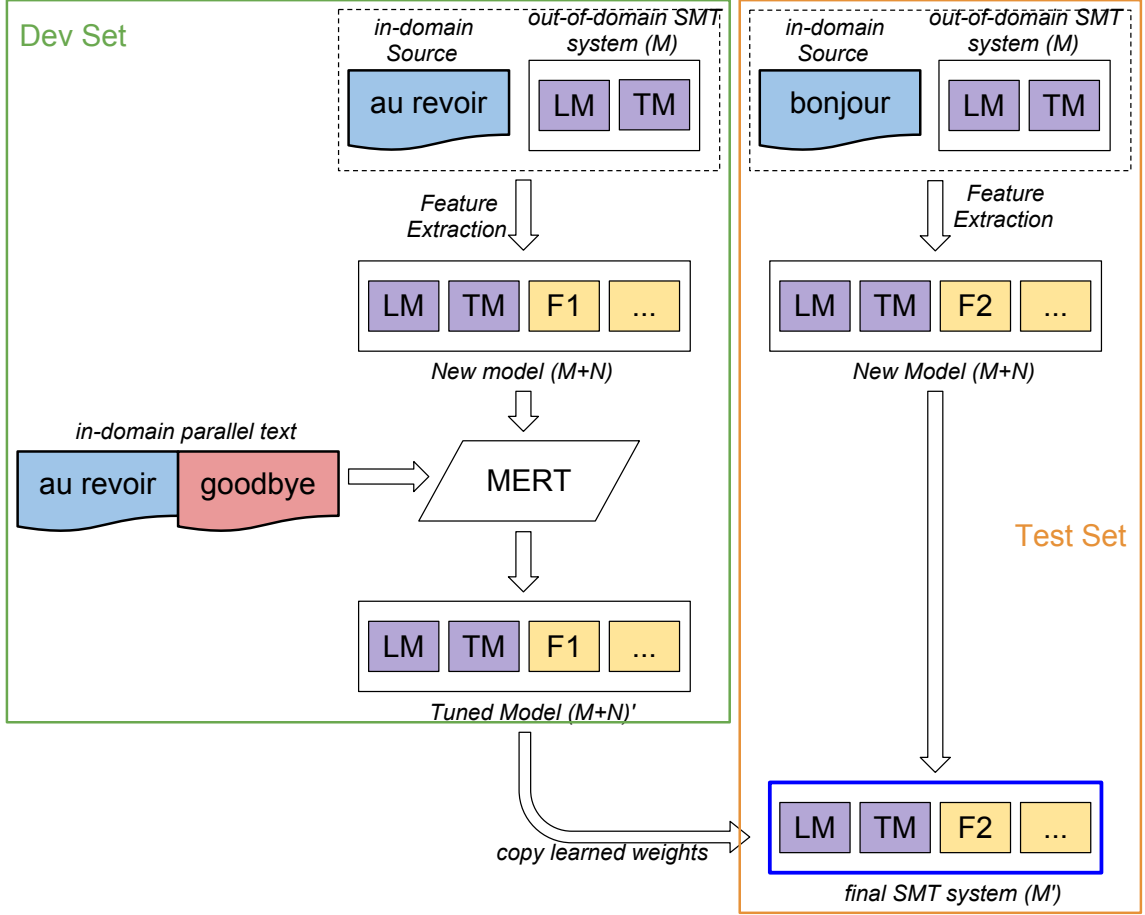 Dev Set
in-domain
Source
out-of-domain SMT
system (M)
au revoir
LM
TM
Feature
Extraction
LM
TM
F1
...
New model (M+N)
in-domain parallel text
au revoir
goodbye
MERT
LM
TM
F1
...
Tuned Model (M+N)'
copy learned weights
in-domain
Source
out-of-domain SMT
system (M)
bonjour
LM
TM
Feature
Extraction
LM
TM
F2
...
New Model (M+N)
Test Set
LM
TM
F2
...
final SMT system (M')